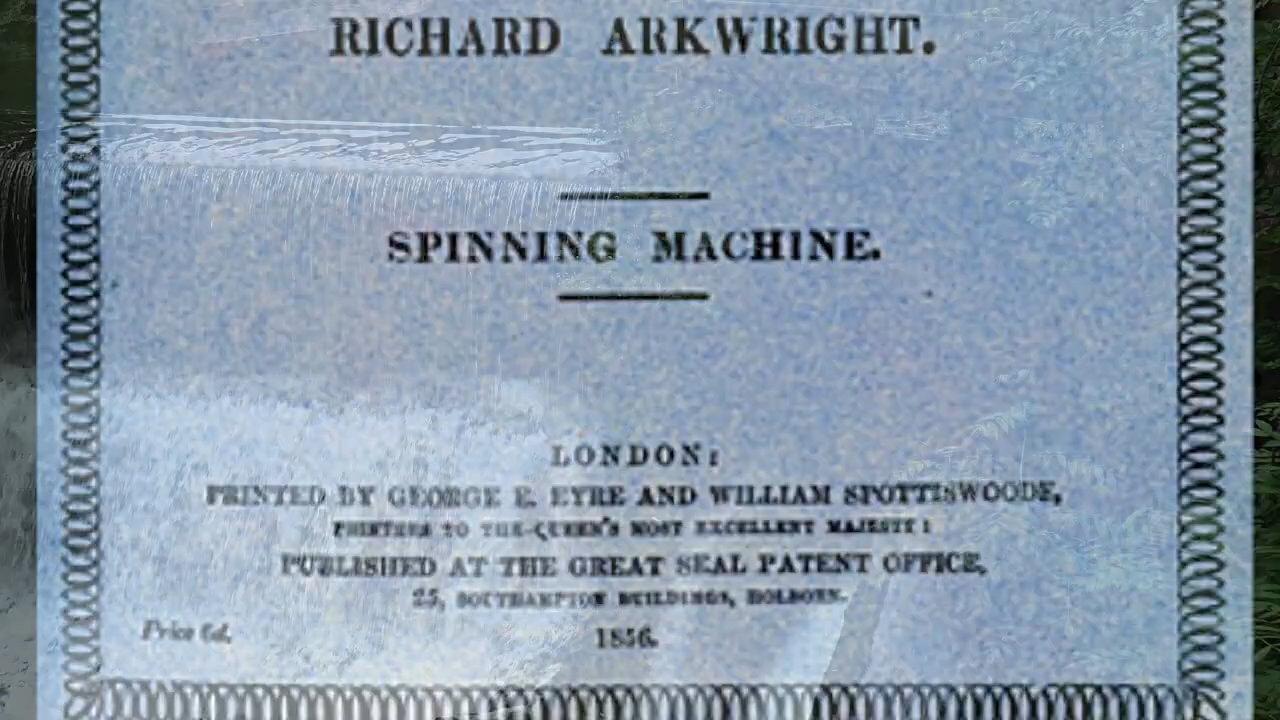 RICHARD ARKWRIGHT.
SPINNING MACHINE.
LONDON:
PRINTED BY GEORGE E. EYRE AND WILLIAM SPOTTISWOODE,
PRINTERS TO THE QUEEN'S MOST EXCELLENT MAJESTY:
PUBLISHED AT THE GREAT SEAL PATENT OFFICE,
25, SOUTHAMPTON BUILDINGS, HOLBORN.
Price 6d.
1856.